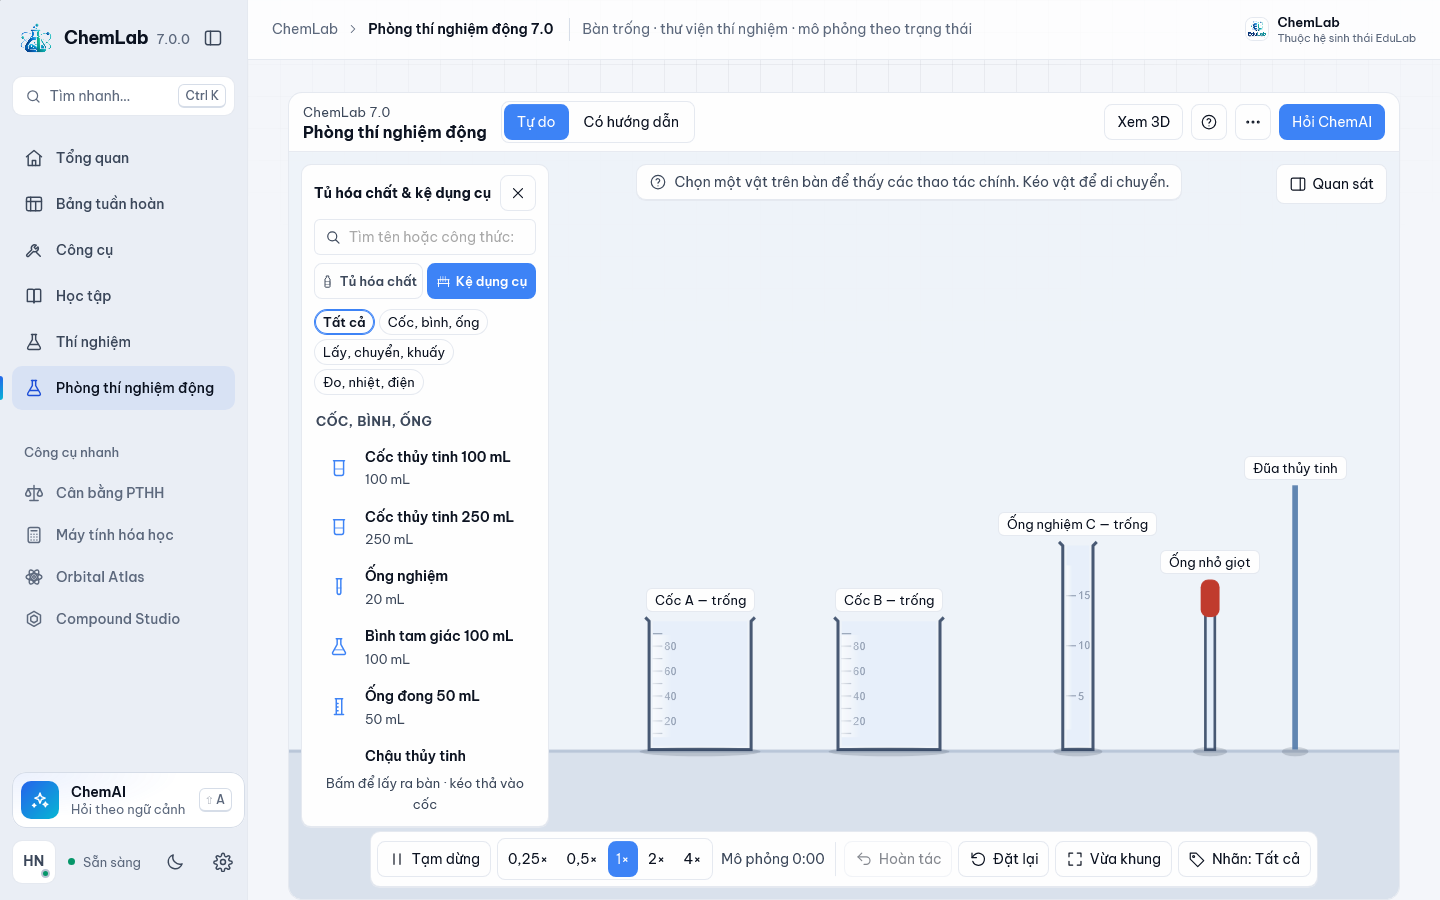 ChemLab 7.0.0
Tìm nhanh... Ctrl K
Tổng quan
Bảng tuần hoàn
Công cụ
Học tập
Thí nghiệm
Phòng thí nghiệm động
Công cụ nhanh
Cân bằng PTHH
Máy tính hóa học
Orbital Atlas
Compound Studio
ChemAI
Hỏi theo ngữ cảnh
⇧ A
HN Sẵn sàng
ChemLab > Phòng thí nghiệm động 7.0 Bàn trống · thư viện thí nghiệm · mô phỏng theo trạng thái
ChemLab
Thuộc hệ sinh thái EduLab
ChemLab 7.0
Phòng thí nghiệm động
Tự do Có hướng dẫn
Xem 3D Hỏi ChemAI
Tủ hóa chất & kệ dụng cụ
Tìm tên hoặc công thức:
Tủ hóa chất Kệ dụng cụ
Tất cả Cốc, bình, ống
Lấy, chuyển, khuấy
Đo, nhiệt, điện
CỐC, BÌNH, ỐNG
Cốc thủy tinh 100 mL
100 mL
Cốc thủy tinh 250 mL
250 mL
Ống nghiệm
20 mL
Bình tam giác 100 mL
100 mL
Ống đong 50 mL
50 mL
Chậu thủy tinh
Bấm để lấy ra bàn · kéo thả vào
cốc
Chọn một vật trên bàn để thấy các thao tác chính. Kéo vật để di chuyển.
Quan sát
Cốc A — trống
80
60
40
20
Cốc B — trống
80
60
40
20
Ống nghiệm C — trống
15
10
5
Ống nhỏ giọt
Đũa thủy tinh
Tạm dừng 0,25× 0,5× 1× 2× 4× Mô phỏng 0:00 Hoàn tác Đặt lại Vừa khung Nhãn: Tất cả